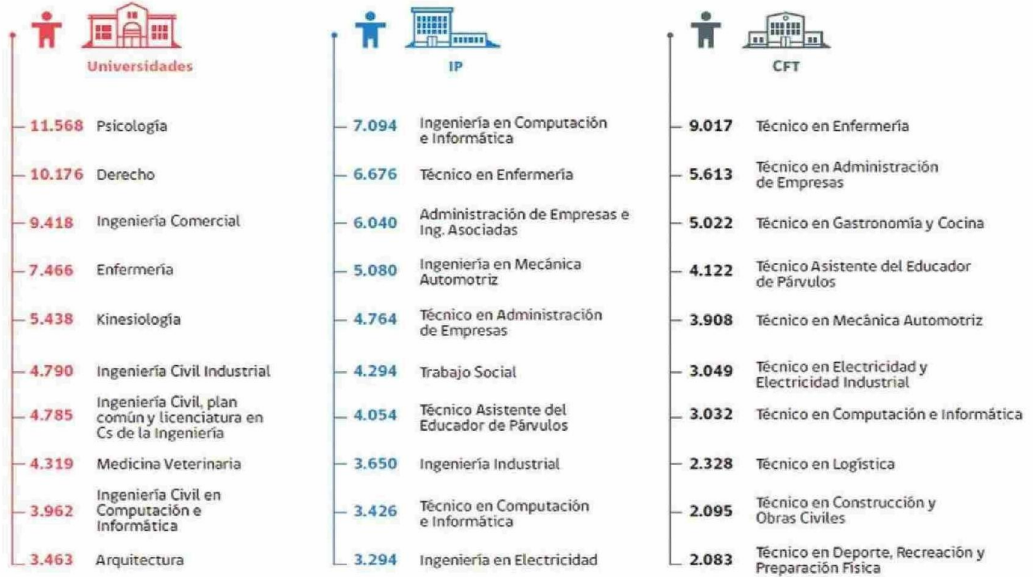 Universidades
11.568 Psicología
10.176 Derecho
9.418 Ingeniería Comercial
7.466 Enfermería
5.438 Kinesiología
4.790 Ingeniería Civil Industrial
4.785 Ingeniería Civil, plan
común y licenciatura en
Cs de la Ingeniería
4.319 Medicina Veterinaria
3.962 Ingeniería Civil en
Computación e
Informática
3.463 Arquitectura
IP
7.094 Ingeniería en Computación
e Informática
6.676 Técnico en Enfermería
6.040 Administración de Empresas e
Ing. Asociadas
5.080 Ingeniería en Mecánica
Automotriz
4.764 Técnico en Administración
de Empresas
4.294 Trabajo Social
4.054 Técnico Asistente del
Educador de Párvulos
3.650 Ingeniería Industrial
3.426 Técnico en Computación
e Informática
3.294 Ingeniería en Electricidad
CFT
9.017 Técnico en Enfermería
5.613 Técnico en Administración
de Empresas
5.022 Técnico en Gastronomía y Cocina
4.122 Técnico Asistente del Educador
de Párvulos
3.908 Técnico en Mecánica Automotriz
3.049 Técnico en Electricidad y
Electricidad Industrial
3.032 Técnico en Computación e Informática
2.328 Técnico en Logística
2.095 Técnico en Construcción y
Obras Civiles
2.083 Técnico en Deporte, Recreación y
Preparación Física